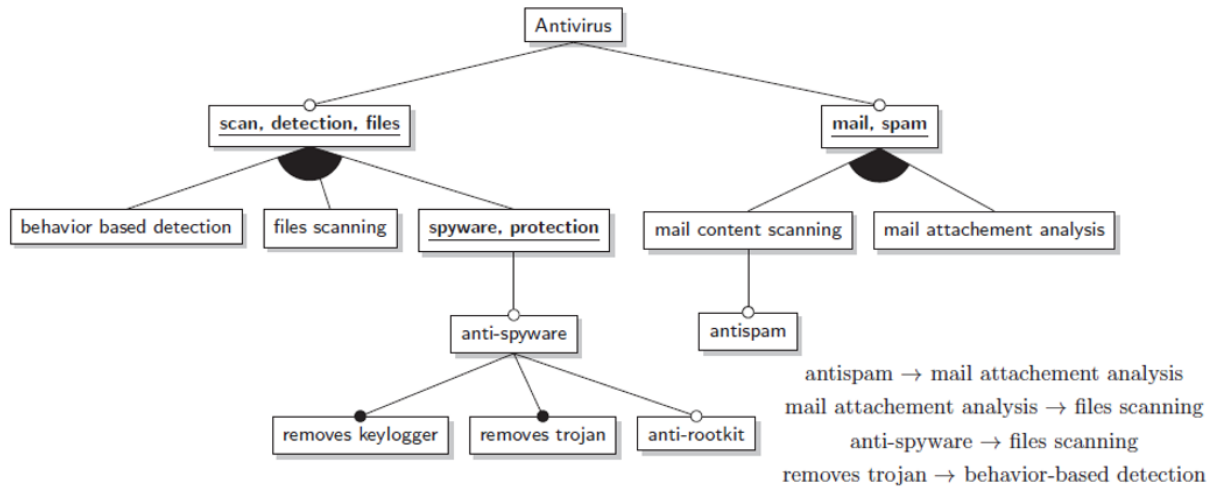 Antivirus
scan, detection, files
mail, spam
behavior based detection
files scanning
spyware, protection
mail content scanning
mail attachement analysis
anti-spyware
antispam
removes keylogger
removes trojan
anti-rootkit
antispam → mail attachement analysis
mail attachement analysis → files scanning
anti-spyware → files scanning
removes trojan → behavior-based detection